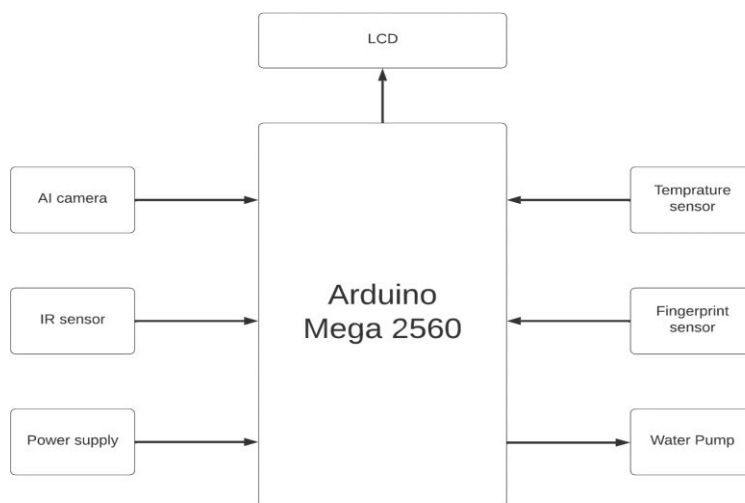 LCD
AI camera
Temprature
sensor
Arduino
Mega 2560
IR sensor
Fingerprint
sensor
Power supply
Water Pump